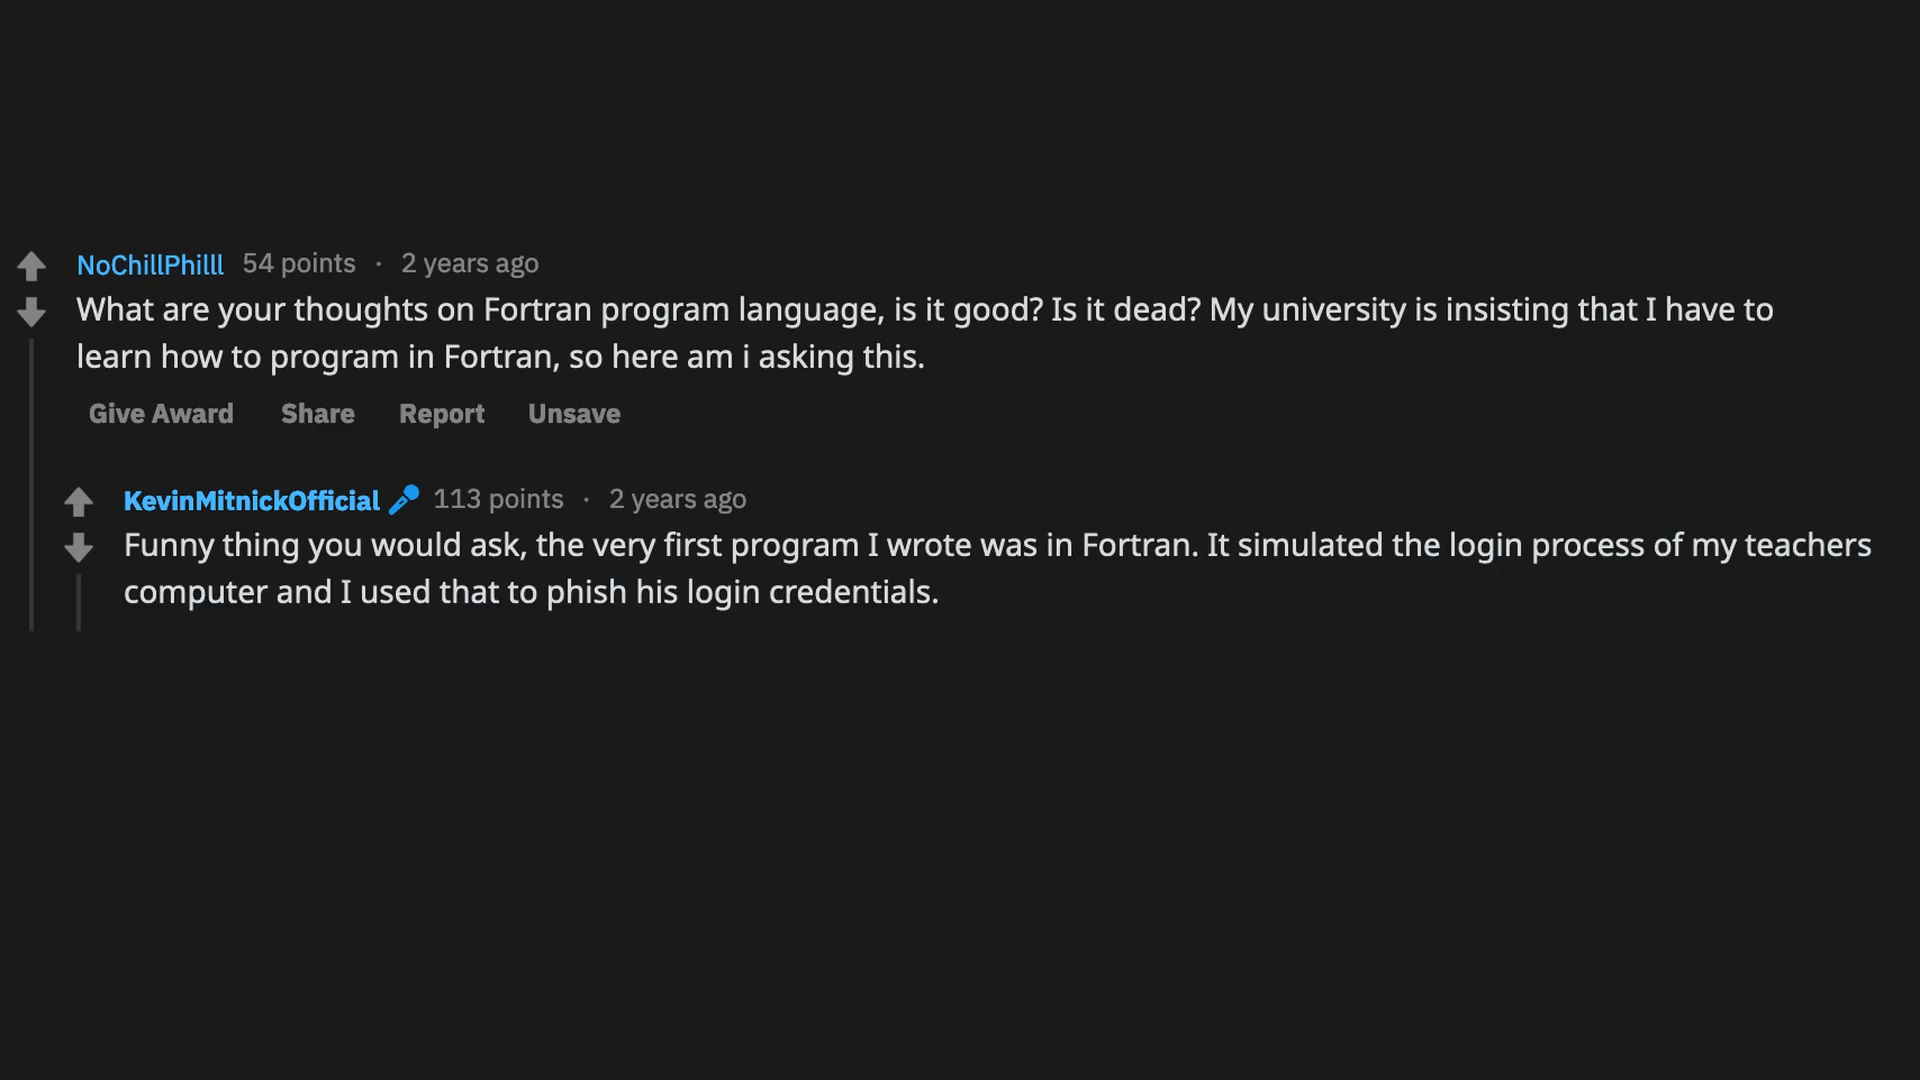 NoChillPhilll 54 points · 2 years ago
What are your thoughts on Fortran program language, is it good? Is it dead? My university is insisting that I have to
learn how to program in Fortran, so here am i asking this.
Give Award Share Report Unsave
KevinMitnickOfficial 113 points · 2 years ago
Funny thing you would ask, the very first program I wrote was in Fortran. It simulated the login process of my teachers
computer and I used that to phish his login credentials.